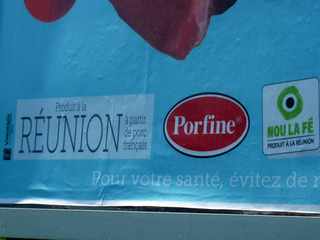 Produit à la
RÉUNION
à partir
de porc
français
Porfine
NOU LA FÉ
PRODUIT À LA RÉUNION
Pour votre santé, évitez de